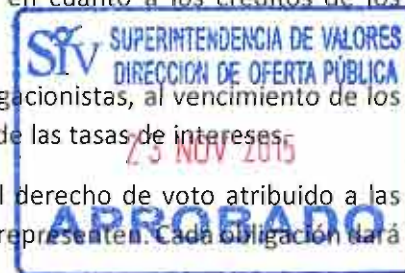 en cuanto a los créditos de los
SIV SUPERINTENDENCIA DE VALORES
DIRECCION DE OFERTA PÚBLICA
gacionistas, al vencimiento de los
de las tasas de intereses.
23 NOV 2015
l derecho de voto atribuido a las
APROBADO
representen. Cada obligación dará